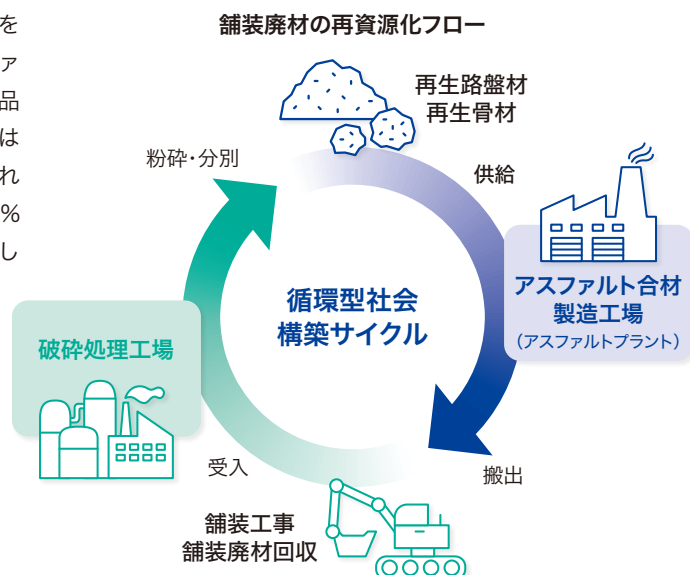 を
ァ
品
は
れ
%
し
舗装廃材の再資源化フロー
再生路盤材
再生骨材
粉砕・分別
供給
アスファルト合材
製造工場
（アスファルトプラント）
循環型社会
構築サイクル
破砕処理工場
受入
搬出
舗装工事
舗装廃材回収